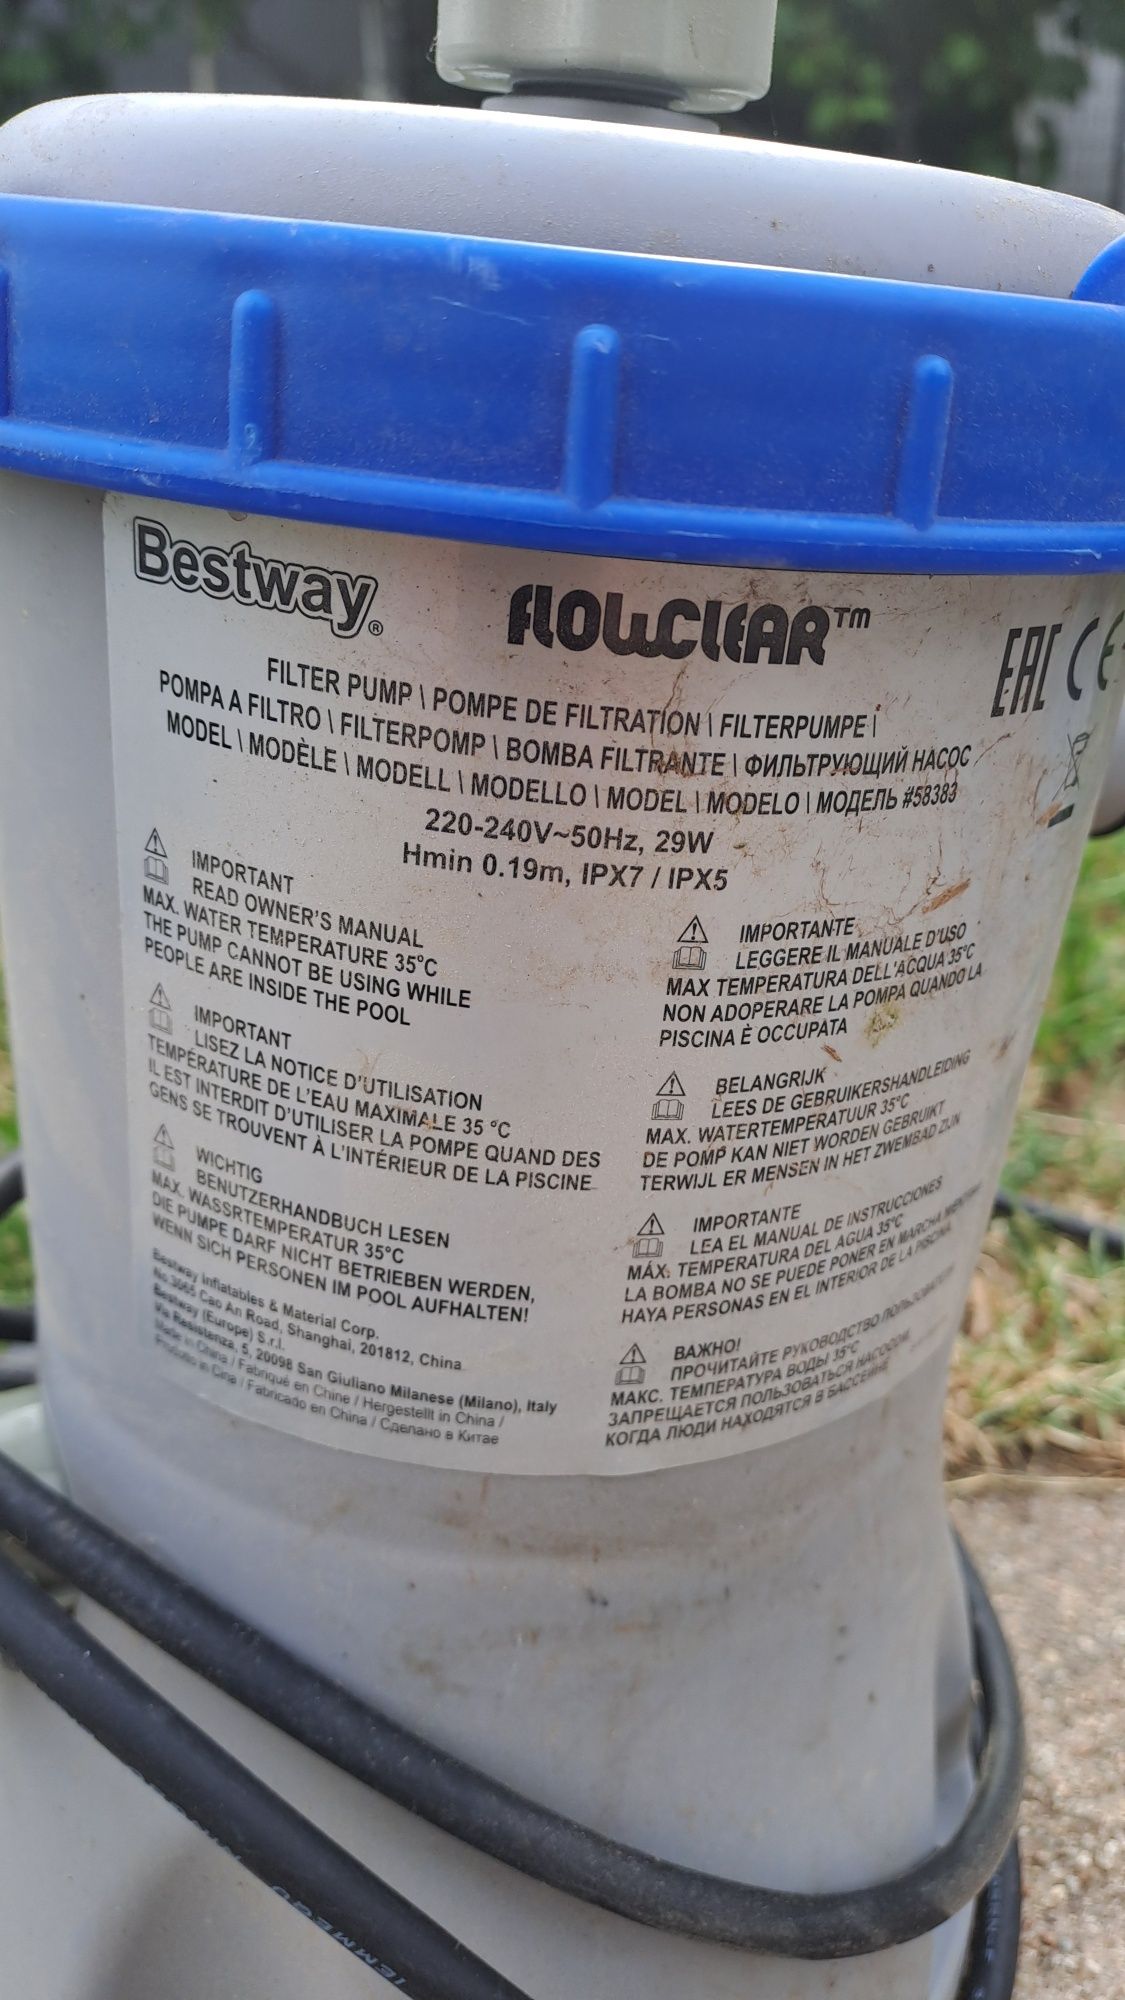 Bestway®
FLOWCLEAR™
EAC CE
FILTER PUMP \ POMPE DE FILTRATION \ FILTERPUMPE \
POMPA A FILTRO \ FILTERPOMP \ BOMBA FILTRANTE \ ФИЛЬТРУЮЩИЙ НАСОС
MODEL \ MODÈLE \ MODELL \ MODELLO \ MODEL \ MODELO \ МОДЕЛЬ #58383
220-240V~50Hz, 29W
Hmin 0.19m, IPX7 / IPX5
IMPORTANT
READ OWNER'S MANUAL
MAX. WATER TEMPERATURE 35°C
THE PUMP CANNOT BE USING WHILE
PEOPLE ARE INSIDE THE POOL
IMPORTANT
LISEZ LA NOTICE D'UTILISATION
TEMPÉRATURE DE L'EAU MAXIMALE 35 °C
IL EST INTERDIT D'UTILISER LA POMPE QUAND DES
GENS SE TROUVENT À L'INTÉRIEUR DE LA PISCINE
WICHTIG
BENUTZERHANDBUCH LESEN
MAX. WASSRTEMPERATUR 35°C
DIE PUMPE DARF NICHT BETRIEBEN WERDEN,
WENN SICH PERSONEN IM POOL AUFHALTEN!
Bestway Inflatables & Material Corp.
No.3065 Cao An Road, Shanghai, 201812, China
Bestway (Europe) S.r.l.
Via Resistenza, 5, 20098 San Giuliano Milanese (Milano), Italy
Made in China / Fabriqué en Chine / Hergestellt in China /
Prodotto in Cina / Fabricado en China / Сделано в Китае
IMPORTANTE
LEGGERE IL MANUALE D'USO
MAX TEMPERATURA DELL'ACQUA 35°C
NON ADOPERARE LA POMPA QUANDO LA
PISCINA È OCCUPATA
BELANGRIJK
LEES DE GEBRUIKERSHANDLEIDING
MAX. WATERTEMPERATUUR 35°C
DE POMP KAN NIET WORDEN GEBRUIKT
TERWIJL ER MENSEN IN HET ZWEMBAD ZIJN
IMPORTANTE
LEA EL MANUAL DE INSTRUCCIONES
MÁX. TEMPERATURA DEL AGUA 35°C
LA BOMBA NO SE PUEDE PONER EN MARCHA MIENTRAS
HAYA PERSONAS EN EL INTERIOR DE LA PISCINA
ВАЖНО!
ПРОЧИТАЙТЕ РУКОВОДСТВО ПОЛЬЗОВАТЕЛЯ
МАКС. ТЕМПЕРАТУРА ВОДЫ 35°C
ЗАПРЕЩАЕТСЯ ПОЛЬЗОВАТЬСЯ НАСОСОМ,
КОГДА ЛЮДИ НАХОДЯТСЯ В БАССЕЙНЕ